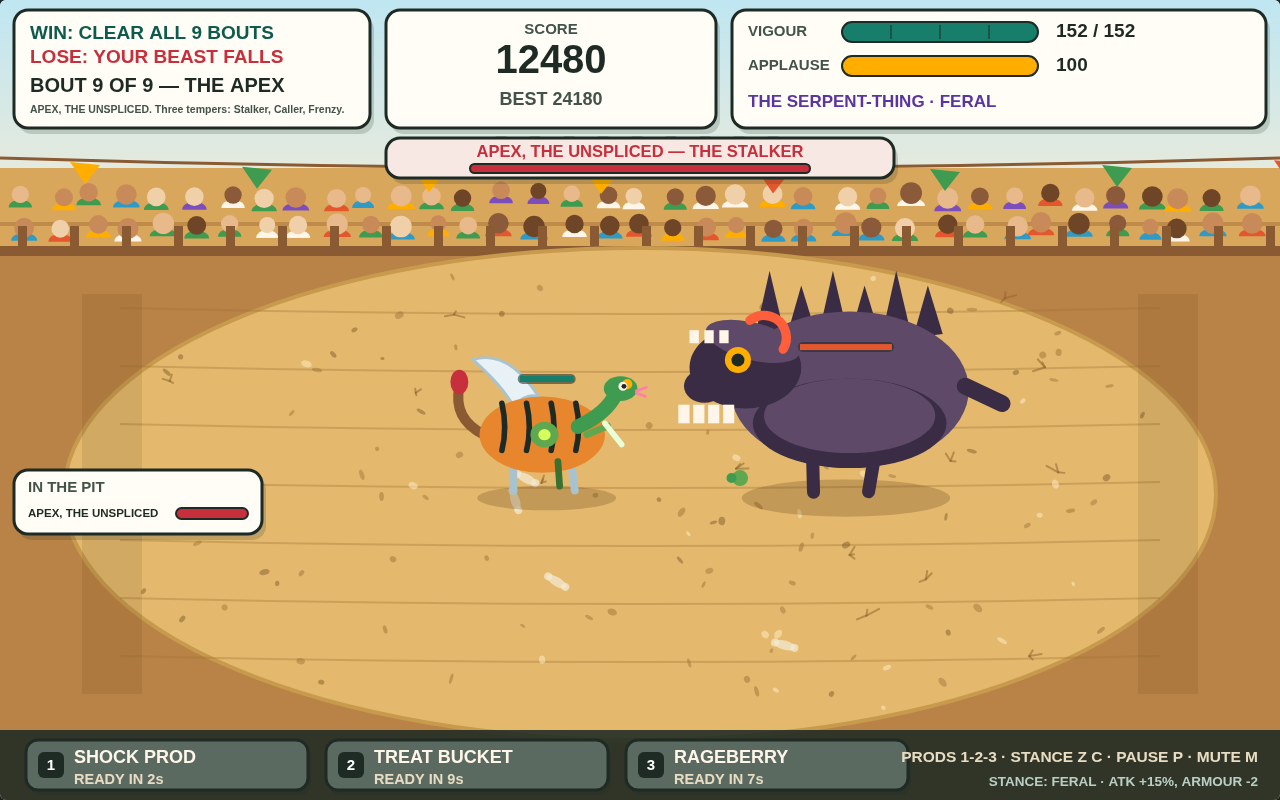 WIN: CLEAR ALL 9 BOUTS
LOSE: YOUR BEAST FALLS
BOUT 9 OF 9 — THE APEX
APEX, THE UNSPLICED. Three tempers: Stalker, Caller, Frenzy.
SCORE
12480
BEST 24180
VIGOUR 152 / 152
APPLAUSE 100
THE SERPENT-THING · FERAL
APEX, THE UNSPLICED — THE STALKER
IN THE PIT
APEX, THE UNSPLICED
1 SHOCK PROD
READY IN 2s
2 TREAT BUCKET
READY IN 9s
3 RAGEBERRY
READY IN 7s
PRODS 1-2-3 · STANCE Z C · PAUSE P · MUTE M
STANCE: FERAL · ATK +15%, ARMOUR -2